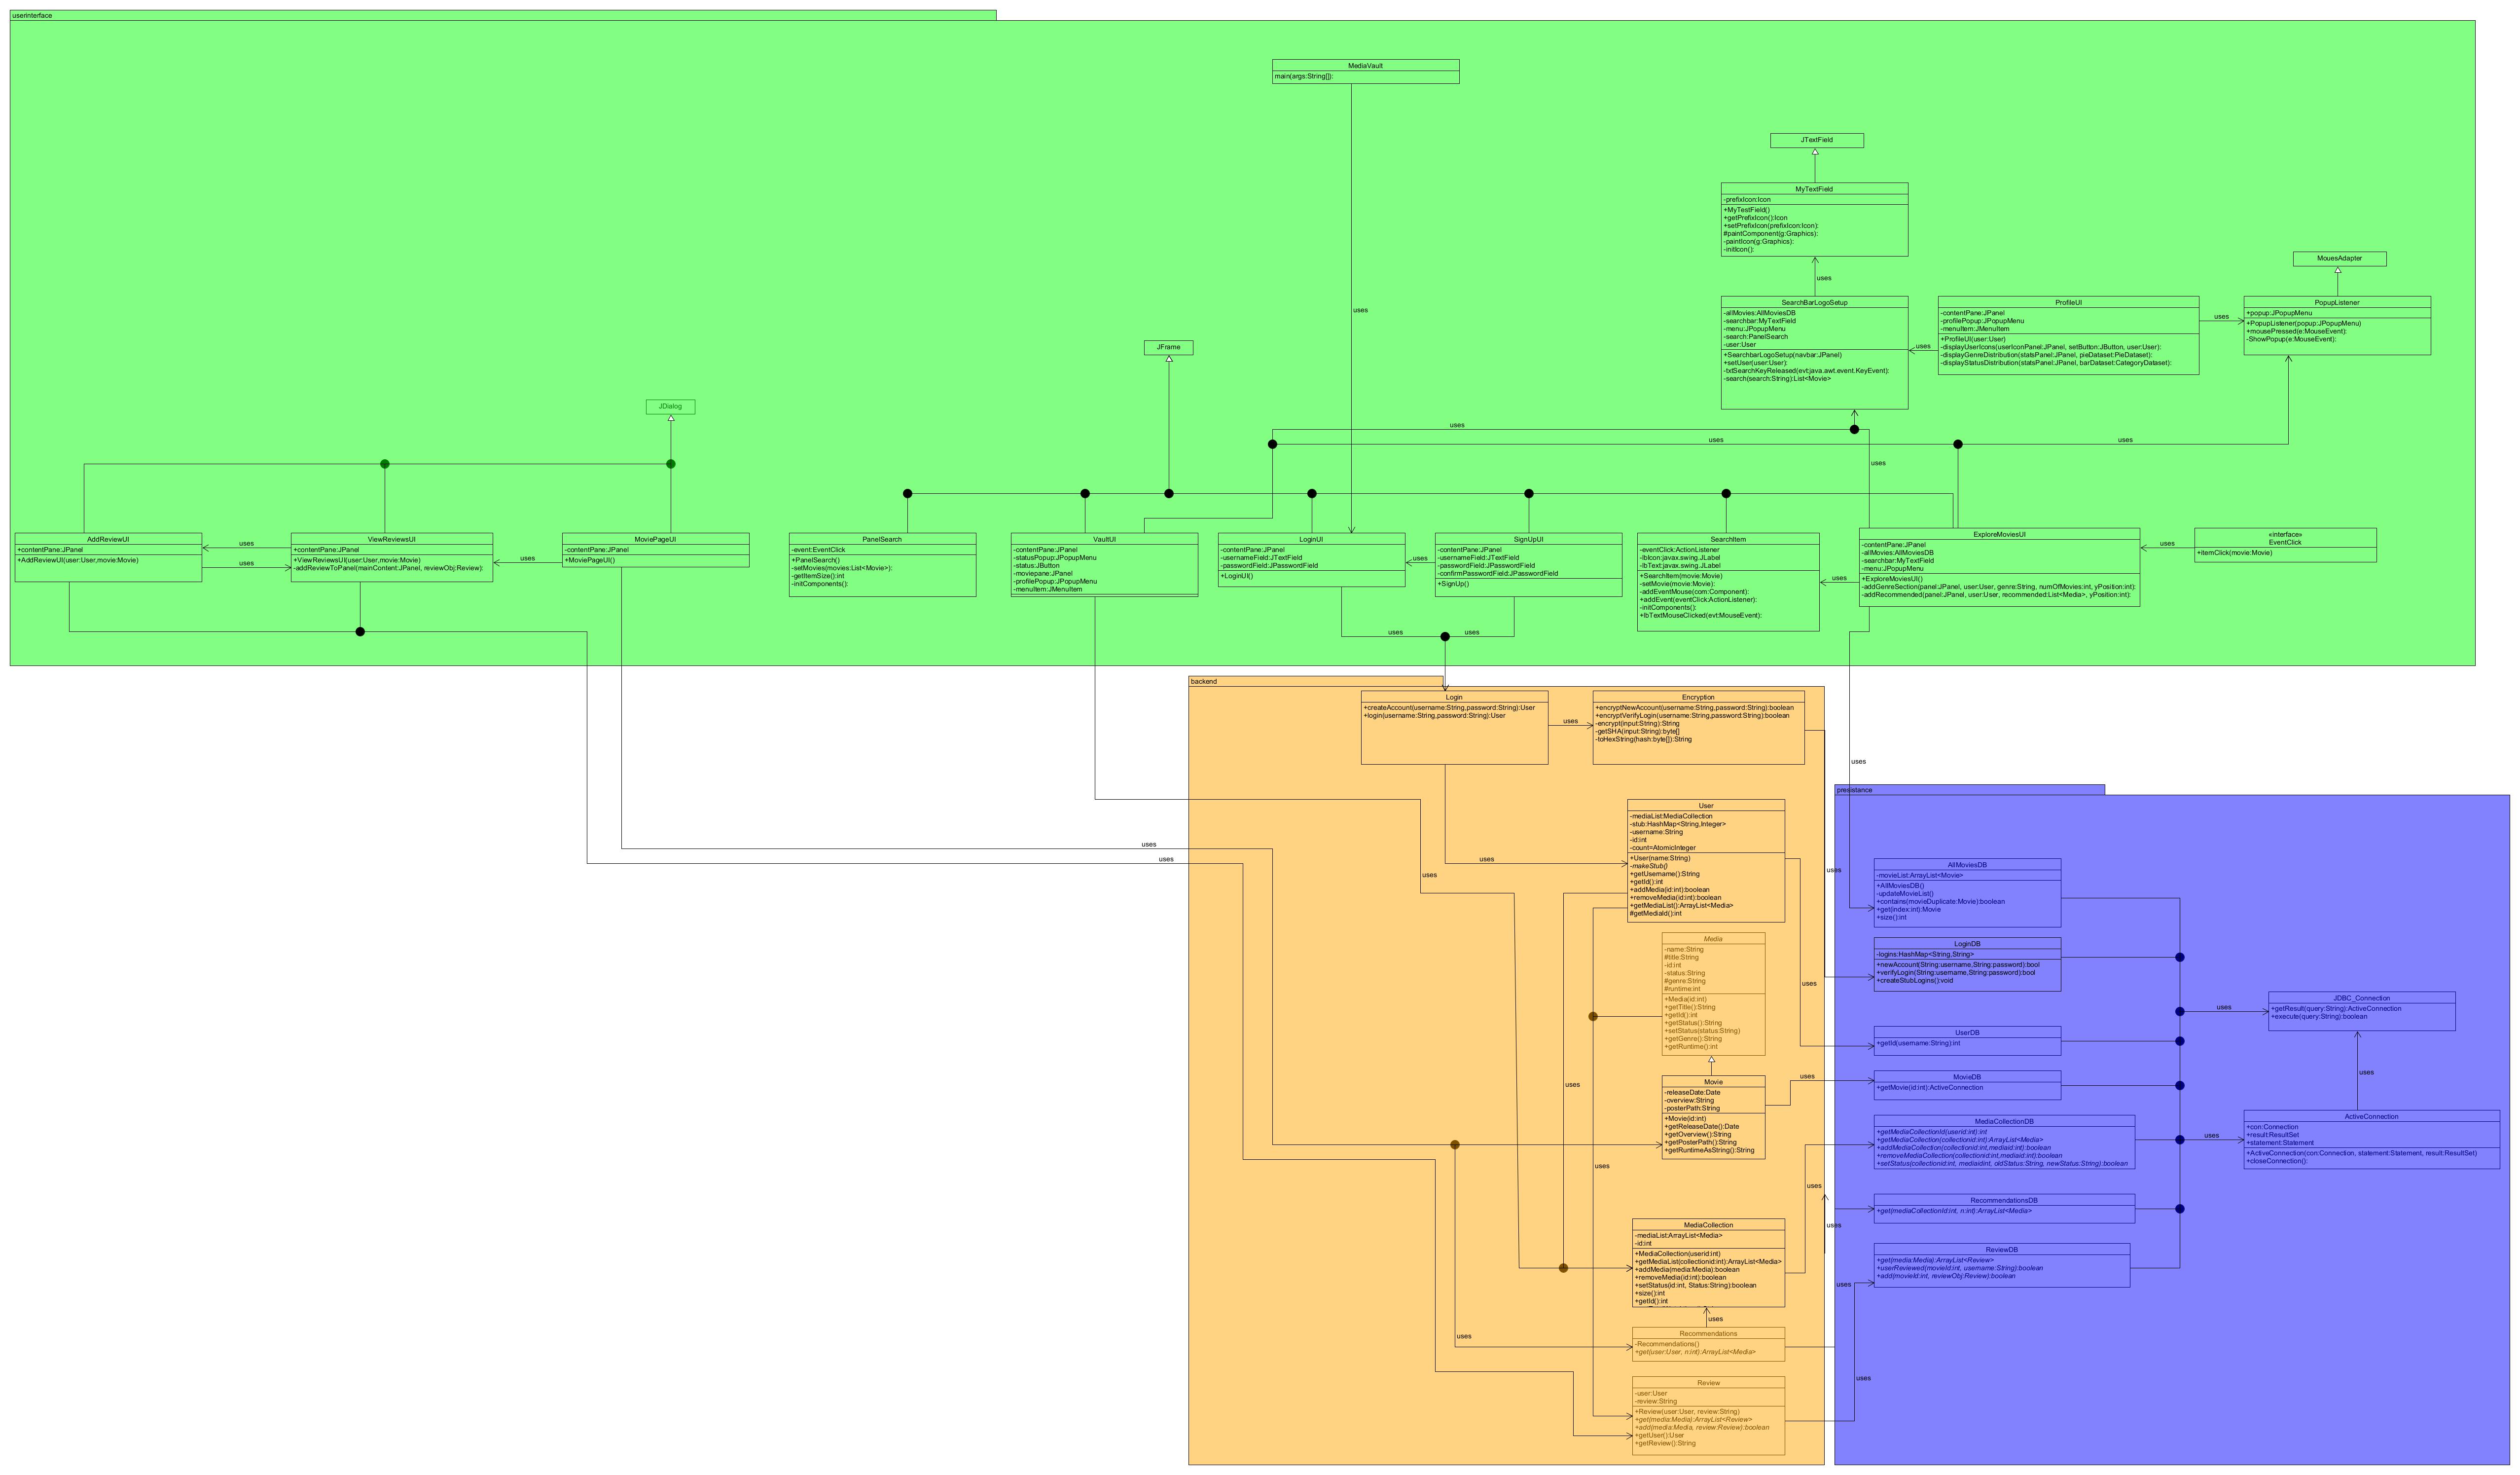 userinterface
MediaVault
main(args:String[]):
uses
JTextField
MyTextField
-prefixIcon:Icon
+MyTestField()
+getPrefixIcon():Icon
+setPrefixIcon(prefixIcon:Icon):
#paintComponent(g:Graphics):
-paintIcon(g:Graphics):
-initIcon():
uses
MouesAdapter
SearchBarLogoSetup
-allMovies:AllMoviesDB
-searchbar:MyTextField
-menu:JPopupMenu
-search:PanelSearch
-user:User
+SearchbarLogoSetup(navbar:JPanel)
+setUser(user:User):
-txtSearchKeyReleased(evt:java.awt.event.KeyEvent):
-search(search:String):List<Movie>
uses
ProfileUI
-contentPane:JPanel
-profilePopup:JPopupMenu
-menuItem:JMenuItem
+ProfileUI(user:User)
-displayUserIcons(userIconPanel:JPanel, setButton:JButton, user:User):
-displayGenreDistribution(statsPanel:JPanel, pieDataset:PieDataset):
-displayStatusDistribution(statsPanel:JPanel, barDataset:CategoryDataset):
uses
PopupListener
+popup:JPopupMenu
+PopupListener(popup:JPopupMenu)
+mousePressed(e:MouseEvent):
-ShowPopup(e:MouseEvent):
JFrame
JDialog
uses
uses
uses
uses
AddReviewUI
+contentPane:JPanel
+AddReviewUI(user:User,movie:Movie)
uses
uses
ViewReviewsUI
+contentPane:JPanel
+ViewReviewsUI(user:User,movie:Movie)
-addReviewToPanel(mainContent:JPanel, reviewObj:Review):
uses
MoviePageUI
-contentPane:JPanel
+MoviePageUI()
PanelSearch
-event:EventClick
+PanelSearch()
-setMovies(movies:List<Movie>):
-getItemSize():int
-initComponents():
VaultUI
-contentPane:JPanel
-statusPopup:JPopupMenu
-status:JButton
-moviepane:JPanel
-profilePopup:JPopupMenu
-menuItem:JMenuItem
LoginUI
-contentPane:JPanel
-usernameField:JTextField
-passwordField:JPasswordField
+LoginUI()
uses
SignUpUI
-contentPane:JPanel
-usernameField:JTextField
-passwordField:JPasswordField
-confirmPasswordField:JPasswordField
+SignUp()
SearchItem
-eventClick:ActionListener
-lbIcon:javax.swing.JLabel
-lbText:javax.swing.JLabel
+SearchItem(movie:Movie)
-setMovie(movie:Movie):
-addEventMouse(com:Component):
+addEvent(eventClick:ActionListener):
-initComponents():
+lbTextMouseClicked(evt:MouseEvent):
uses
ExploreMoviesUI
-contentPane:JPanel
-allMovies:AllMoviesDB
-searchbar:MyTextField
-menu:JPopupMenu
+ExploreMoviesUI()
-addGenreSection(panel:JPanel, user:User, genre:String, numOfMovies:int, yPosition:int):
-addRecommended(panel:JPanel, user:User, recommended:List<Media>, yPosition:int):
uses
«interface»
EventClick
+itemClick(movie:Movie)
uses
uses
backend
Login
+createAccount(username:String,password:String):User
+login(username:String,password:String):User
uses
Encryption
+encryptNewAccount(username:String,password:String):boolean
+encryptVerifyLogin(username:String,password:String):boolean
-encrypt(input:String):String
-getSHA(input:String):byte[]
-toHexString(hash:byte[]):String
uses
presistance
User
-mediaList:MediaCollection
-stub:HashMap<String,Integer>
-username:String
-id:int
-count=AtomicInteger
+User(name:String)
-makeStub()
+getUsername():String
+getId():int
+addMedia(id:int):boolean
+removeMedia(id:int):boolean
+getMediaList():ArrayList<Media>
#getMediaId():int
uses
uses
uses
uses
uses
AllMoviesDB
-movieList:ArrayList<Movie>
+AllMoviesDB()
-updateMovieList()
+contains(movieDuplicate:Movie):boolean
+get(index:int):Movie
+size():int
Media
-name:String
#title:String
-id:int
-status:String
#genre:String
#runtime:int
+Media(id:int)
+getTitle():String
+getId():int
+getStatus():String
+setStatus(status:String)
+getGenre():String
+getRuntime():int
uses
LoginDB
-logins:HashMap<String,String>
+newAccount(String:username,String:password):bool
+verifyLogin(String:username,String:password):bool
+createStubLogins():void
uses
JDBC_Connection
+getResult(query:String):ActiveConnection
+execute(query:String):boolean
UserDB
+getId(username:String):int
uses
uses
Movie
-releaseDate:Date
-overview:String
-posterPath:String
+Movie(id:int)
+getReleaseDate():Date
+getOverview():String
+getPosterPath():String
+getRuntimeAsString():String
uses
MovieDB
+getMovie(id:int):ActiveConnection
MediaCollectionDB
+getMediaCollectionId(userid:int):int
+getMediaCollection(collectionid:int):ArrayList<Media>
+addMediaCollection(collectionid:int,mediaid:int):boolean
+removeMediaCollection(collectionid:int,mediaid:int):boolean
+setStatus(collectionid:int, mediaidint, oldStatus:String, newStatus:String):boolean
uses
ActiveConnection
+con:Connection
+result:ResultSet
+statement:Statement
+ActiveConnection(con:Connection, statement:Statement, result:ResultSet)
+closeConnection():
uses
uses
uses
RecommendationsDB
+get(mediaCollectionId:int, n:int):ArrayList<Media>
MediaCollection
-mediaList:ArrayList<Media>
-id:int
+MediaCollection(userid:int)
+getMediaList(collectionid:int):ArrayList<Media>
+addMedia(media:Media):boolean
+removeMedia(id:int):boolean
+setStatus(id:int, Status:String):boolean
+size():int
+getId():int
uses
ReviewDB
+get(media:Media):ArrayList<Review>
+userReviewed(movieId:int, username:String):boolean
+add(movieId:int, reviewObj:Review):boolean
uses
uses
Recommendations
-Recommendations()
+get(user:User, n:int):ArrayList<Media>
uses
Review
-user:User
-review:String
+Review(user:User, review:String)
+get(media:Media):ArrayList<Review>
+add(media:Media, review:Review):boolean
+getUser():User
+getReview():String